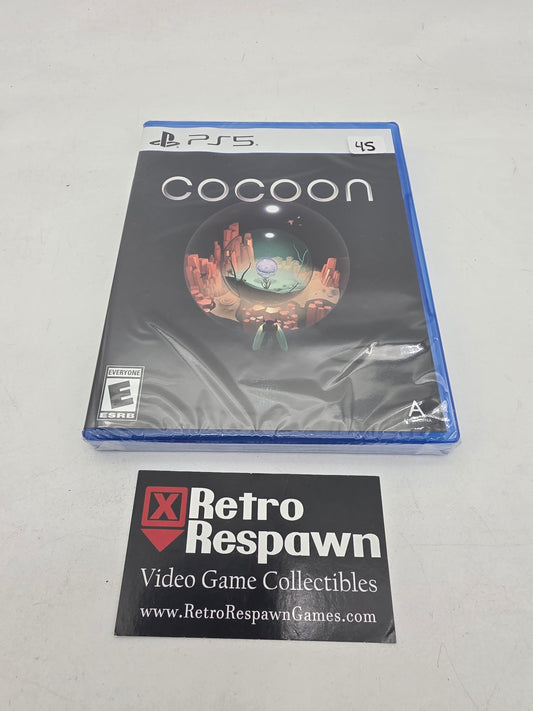 PS5
45
COCOON
EVERYONE
E
ESRB
X Retro
Respawn
Video Game Collectibles
www.RetroRespawnGames.com